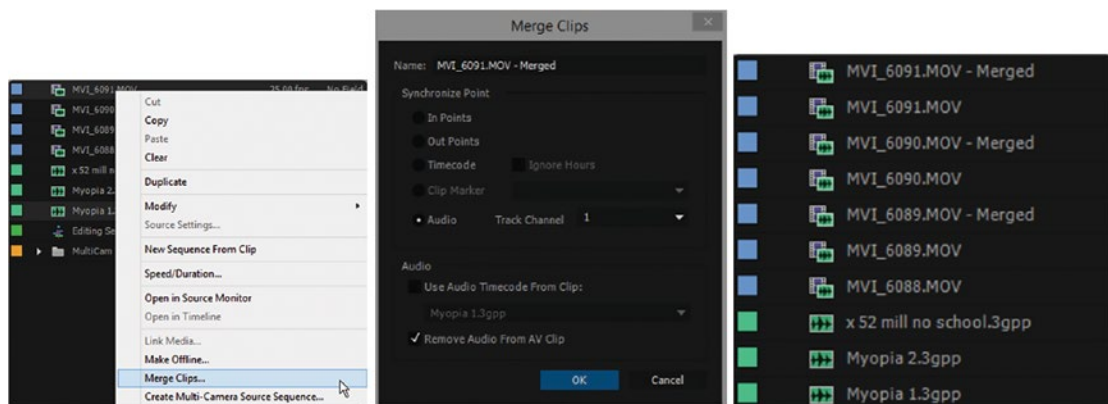 MVI_6091.MOV 25.00 fps No Field
MVI_6090
MVI_6089
MVI_6088
x 52 mill n
Myopia 2.
Myopia 1.
Editing Se
MultiCam
Cut
Copy
Paste
Clear
Duplicate
Modify
Source Settings...
New Sequence From Clip
Speed/Duration...
Open in Source Monitor
Open in Timeline
Link Media...
Make Offline...
Merge Clips...
Create Multi-Camera Source Sequence...
Merge Clips
Name: MVI_6091.MOV - Merged
Synchronize Point
In Points
Out Points
Timecode Ignore Hours
Clip Marker
Audio Track Channel 1
Audio
Use Audio Timecode From Clip:
Myopia 1.3gpp
Remove Audio From AV Clip
OK Cancel
MVI_6091.MOV - Merged
MVI_6091.MOV
MVI_6090.MOV - Merged
MVI_6090.MOV
MVI_6089.MOV - Merged
MVI_6089.MOV
MVI_6088.MOV
x 52 mill no school.3gpp
Myopia 2.3gpp
Myopia 1.3gpp